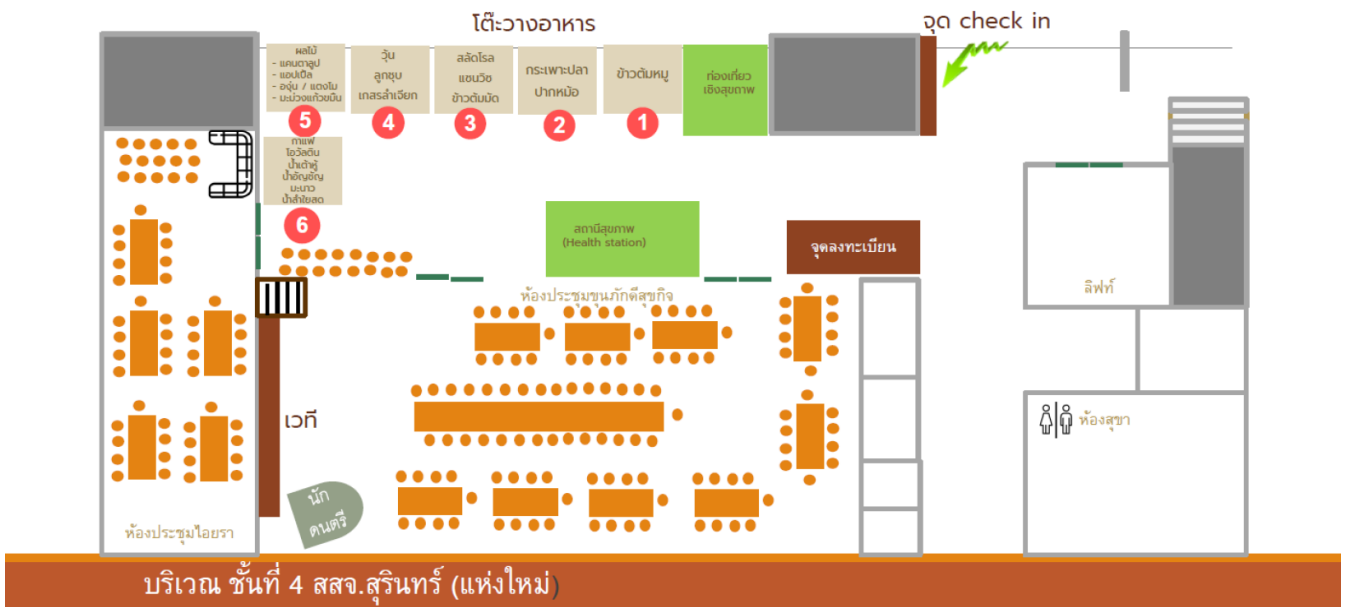 โต๊ะวางอาหาร
จุด check in
ผลไม้
- แคนตาลูป
- แอปเปิล
- องุ่น / แตงโม
- มะม่วงแก้วขมิ้น
5
วุ้น
ลูกชุบ
เกสรลำเจียก
4
สลัดโรล
แซนวิช
ข้าวต้มมัด
3
กระเพาะปลา
ปากหม้อ
2
ข้าวต้มหมู
1
ท่องเที่ยว
เชิงสุขภาพ
กาแฟ
โอวัลติน
น้ำเต้าหู้
น้ำอัญชัญ
มะนาว
น้ำลำไยสด
6
สถานีสุขภาพ
(Health station)
จุดลงทะเบียน
ห้องประชุมขุนภักดีสุขกิจ
ลิฟท์
เวที
ห้องสุขา
นัก
ดนตรี
ห้องประชุมไอยรา
บริเวณ ชั้นที่ 4 สสจ.สุรินทร์ (แห่งใหม่)